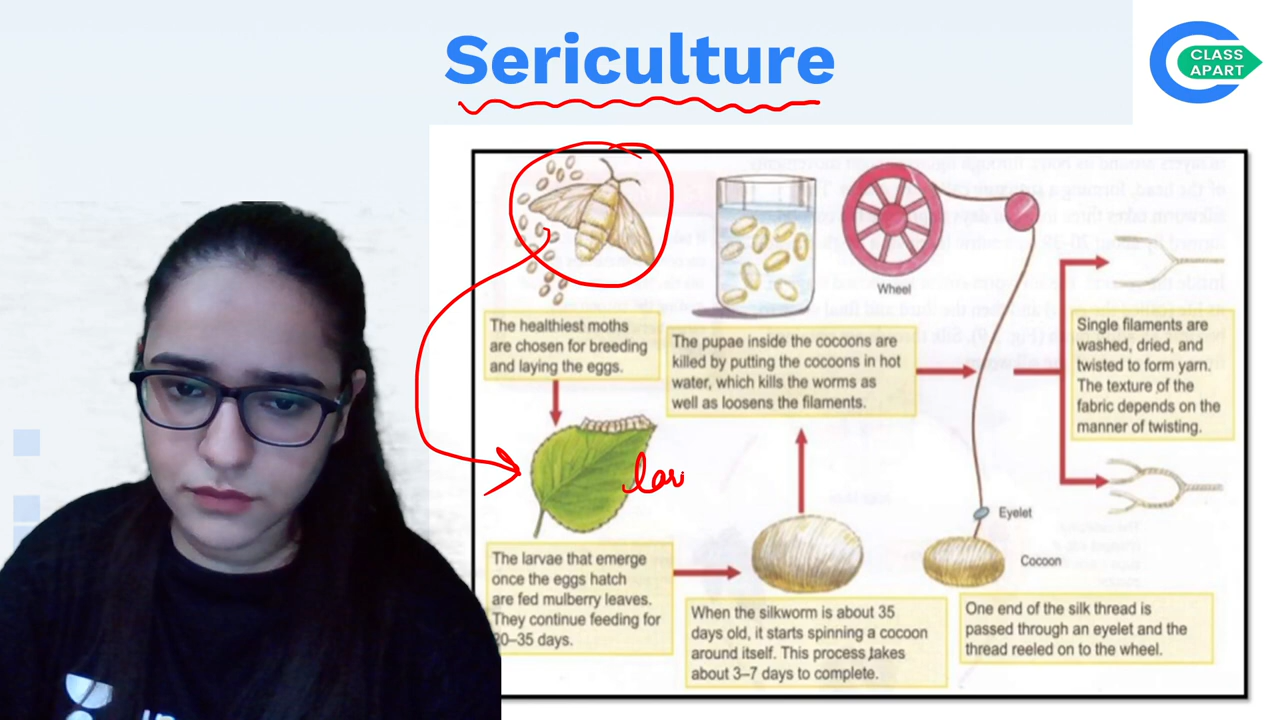 Sericulture
CLASS
APART
Wheel
The healthiest moths
are chosen for breeding
and laying the eggs.
The pupae inside the cocoons are
killed by putting the cocoons in hot
water, which kills the worms as
well as loosens the filaments.
Single filaments are
washed, dried, and
twisted to form yarn.
The texture of the
fabric depends on the
manner of twisting.
lar
Eyelet
Cocoon
The larvae that emerge
once the eggs hatch
are fed mulberry leaves.
They continue feeding for
20–35 days.
When the silkworm is about 35
days old, it starts spinning a cocoon
around itself. This process takes
about 3–7 days to complete.
One end of the silk thread is
passed through an eyelet and the
thread reeled on to the wheel.